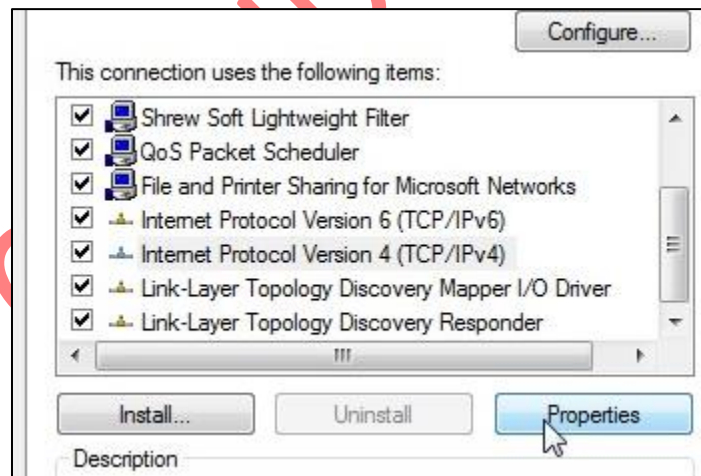 Configure...
This connection uses the following items:
Shrew Soft Lightweight Filter
QoS Packet Scheduler
File and Printer Sharing for Microsoft Networks
Internet Protocol Version 6 (TCP/IPv6)
Internet Protocol Version 4 (TCP/IPv4)
Link-Layer Topology Discovery Mapper I/O Driver
Link-Layer Topology Discovery Responder
Install... Uninstall Properties
Description